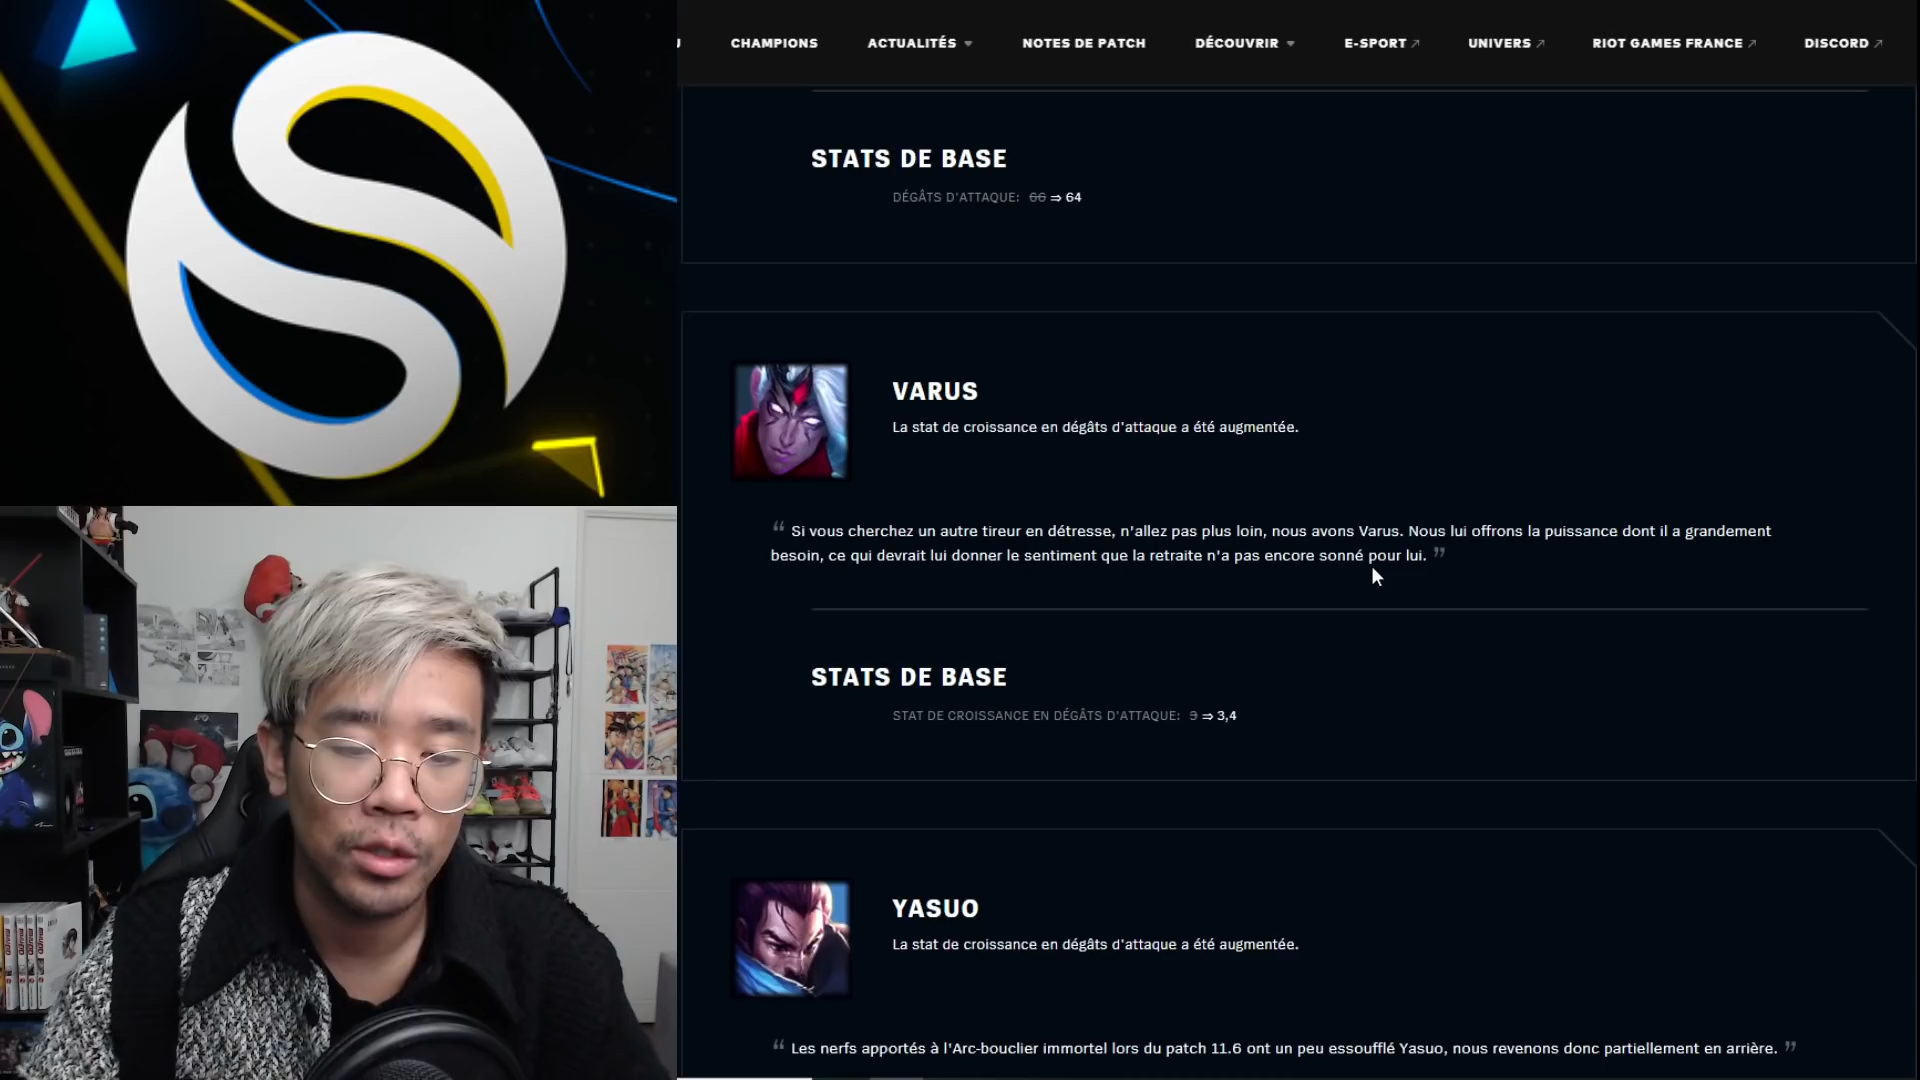 CHAMPIONS ACTUALITÉS NOTES DE PATCH DÉCOUVRIR E-SPORT UNIVERS RIOT GAMES FRANCE DISCORD
STATS DE BASE
DÉGÂTS D'ATTAQUE: 66 ⇒ 64
VARUS
La stat de croissance en dégâts d'attaque a été augmentée.
“ Si vous cherchez un autre tireur en détresse, n'allez pas plus loin, nous avons Varus. Nous lui offrons la puissance dont il a grandement
besoin, ce qui devrait lui donner le sentiment que la retraite n'a pas encore sonné pour lui. ”
STATS DE BASE
STAT DE CROISSANCE EN DÉGÂTS D'ATTAQUE: 3 ⇒ 3,4
YASUO
La stat de croissance en dégâts d'attaque a été augmentée.
“ Les nerfs apportés à l'Arc-bouclier immortel lors du patch 11.6 ont un peu essoufflé Yasuo, nous revenons donc partiellement en arrière. ”